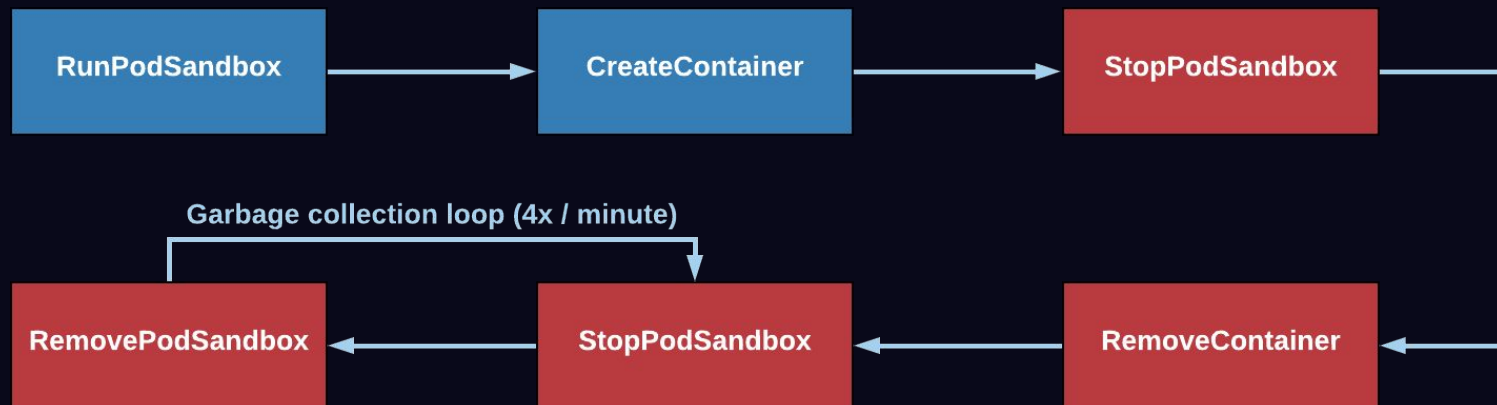 RunPodSandbox
CreateContainer
StopPodSandbox
Garbage collection loop (4x / minute)
RemovePodSandbox
StopPodSandbox
RemoveContainer